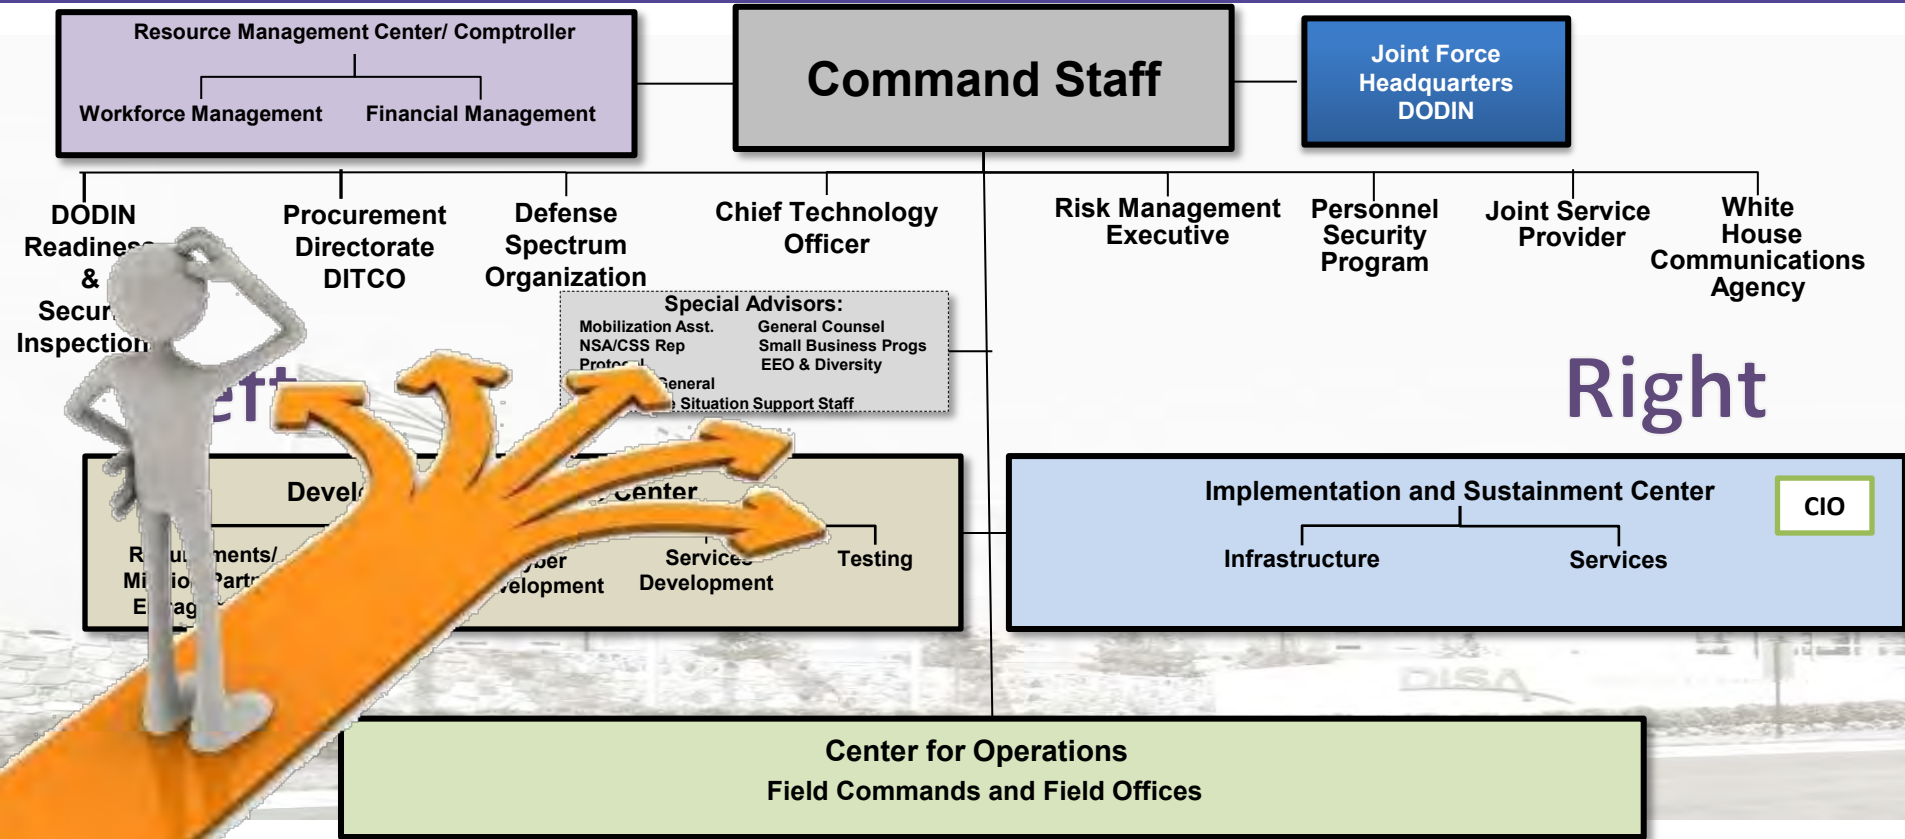 Resource Management Center/ Comptroller
Workforce Management
Financial Management
Command Staff
Joint Force
Headquarters
DODIN
DODIN
Readiness
&
Inspection
Procurement
Directorate
DITCO
Defense
Spectrum
Organization
Chief Technology
Officer
Risk Management
Executive
Personnel
Security
Program
Joint Service
Provider
White
House
Communications
Agency
Special Advisors:
Mobilization Asst.
General Counsel
NSA/CSS Rep
Small Business Progs
EEO & Diversity
General
Situation Support Staff
Right
Center
Testing
Services
Development
Implementation and Sustainment Center
CIO
Infrastructure
Services
DISA
Center for Operations
Field Commands and Field Offices